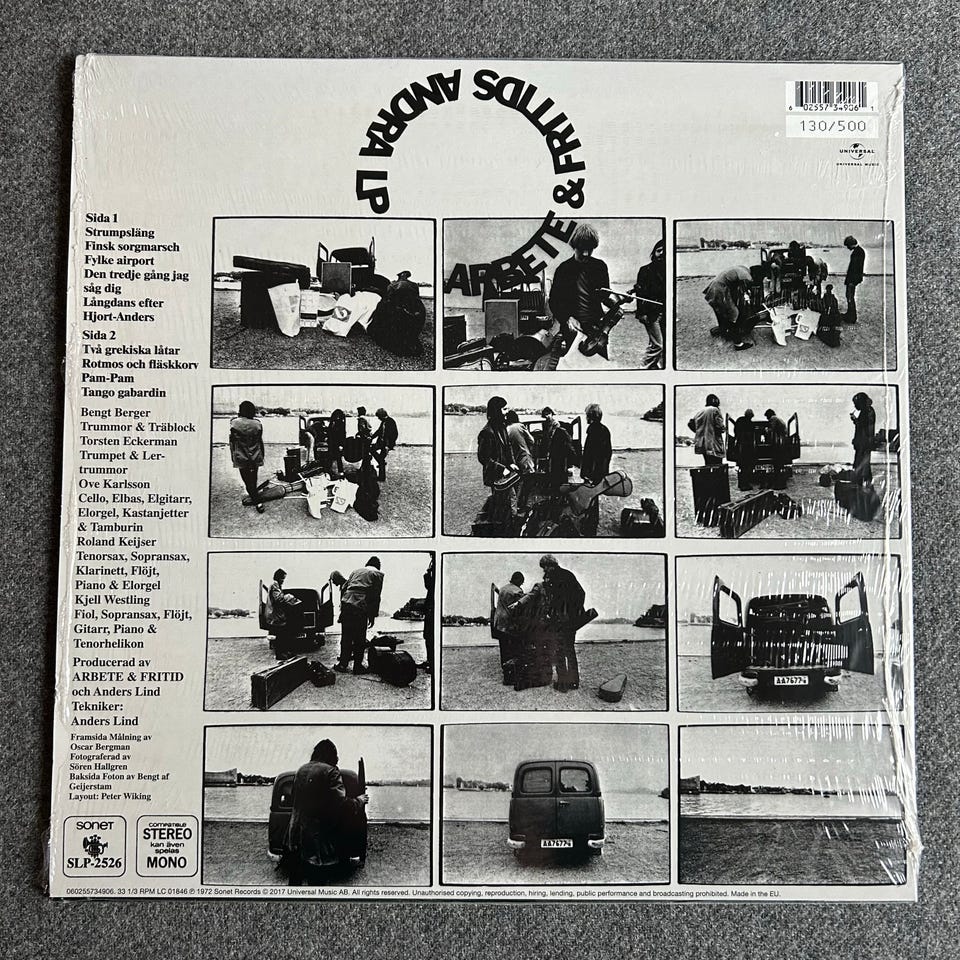 ARBETE & FRITIDS ANDRA LP
6 02557 34906 1
130/500
UNIVERSAL
UNIVERSAL MUSIC
Sida 1
Strumpsläng
Finsk sorgmarsch
Fylke airport
Den tredje gång jag
såg dig
Långdans efter
Hjort-Anders
Sida 2
Två grekiska låtar
Rotmos och fläskkorv
Pam-Pam
Tango gabardin
Bengt Berger
Trummor & Träblock
Torsten Eckerman
Trumpet & Ler-
trummor
Ove Karlsson
Cello, Elbas, Elgitarr,
Elorgel, Kastanjetter
& Tamburin
Roland Keijser
Tenorsax, Sopransax,
Klarinett, Flöjt,
Piano & Elorgel
Kjell Westling
Fiol, Sopransax, Flöjt,
Gitarr, Piano &
Tenorhelikon
Producerad av
ARBETE & FRITID
och Anders Lind
Tekniker:
Anders Lind
Framsida Målning av
Oscar Bergman
Fotograferad av
Sören Hallgren
Baksida Foton av Bengt af
Geijerstam
Layout: Peter Wiking
AA7677
AA7677
sonet
SLP-2526
COMPATIBLE
STEREO
kan även
spelas
MONO
060255734906. 33 1/3 RPM LC 01846 ℗ 1972 Sonet Records © 2017 Universal Music AB. All rights reserved. Unauthorised copying, reproduction, hiring, lending, public performance and broadcasting prohibited. Made in the EU.